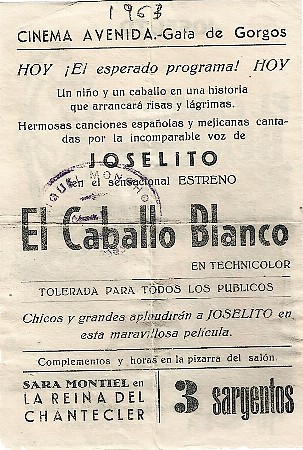 1963
CINEMA AVENIDA.-Gata de Gorgos
HOY ¡El esperado programa! HOY
Un niño y un caballo en una historia
que arrancará risas y lágrimas.
Hermosas canciones españolas y mejicanas canta-
das por la incomparable voz de
JOSELITO
en el sensacional ESTRENO
El Caballo Blanco
EN TECHNICOLOR
TOLERADA PARA TODOS LOS PUBLICOS
Chicos y grandes aplaudirán a JOSELITO en
esta maravillosa película.
Complementos y horas en la pizarra del salón.
SARA MONTIEL en
LA REINA DEL
CHANTECLER
3 sargentos